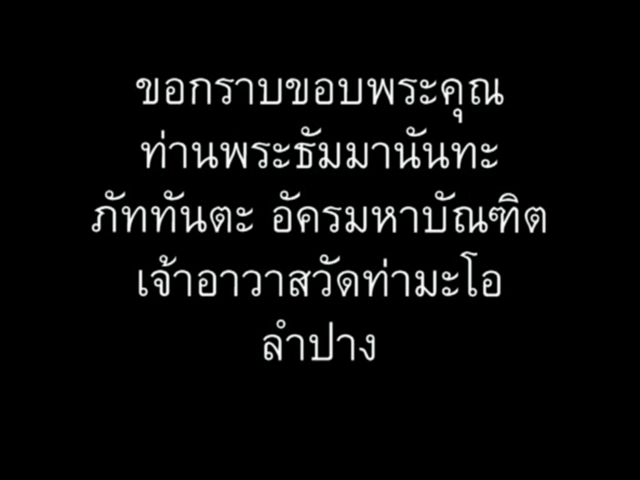 ขอกราบขอบพระคุณ
ท่านพระธัมมานันทะ
ภัททันตะ อัครมหาบัณฑิต
เจ้าอาวาสวัดท่ามะโอ
ลำปาง